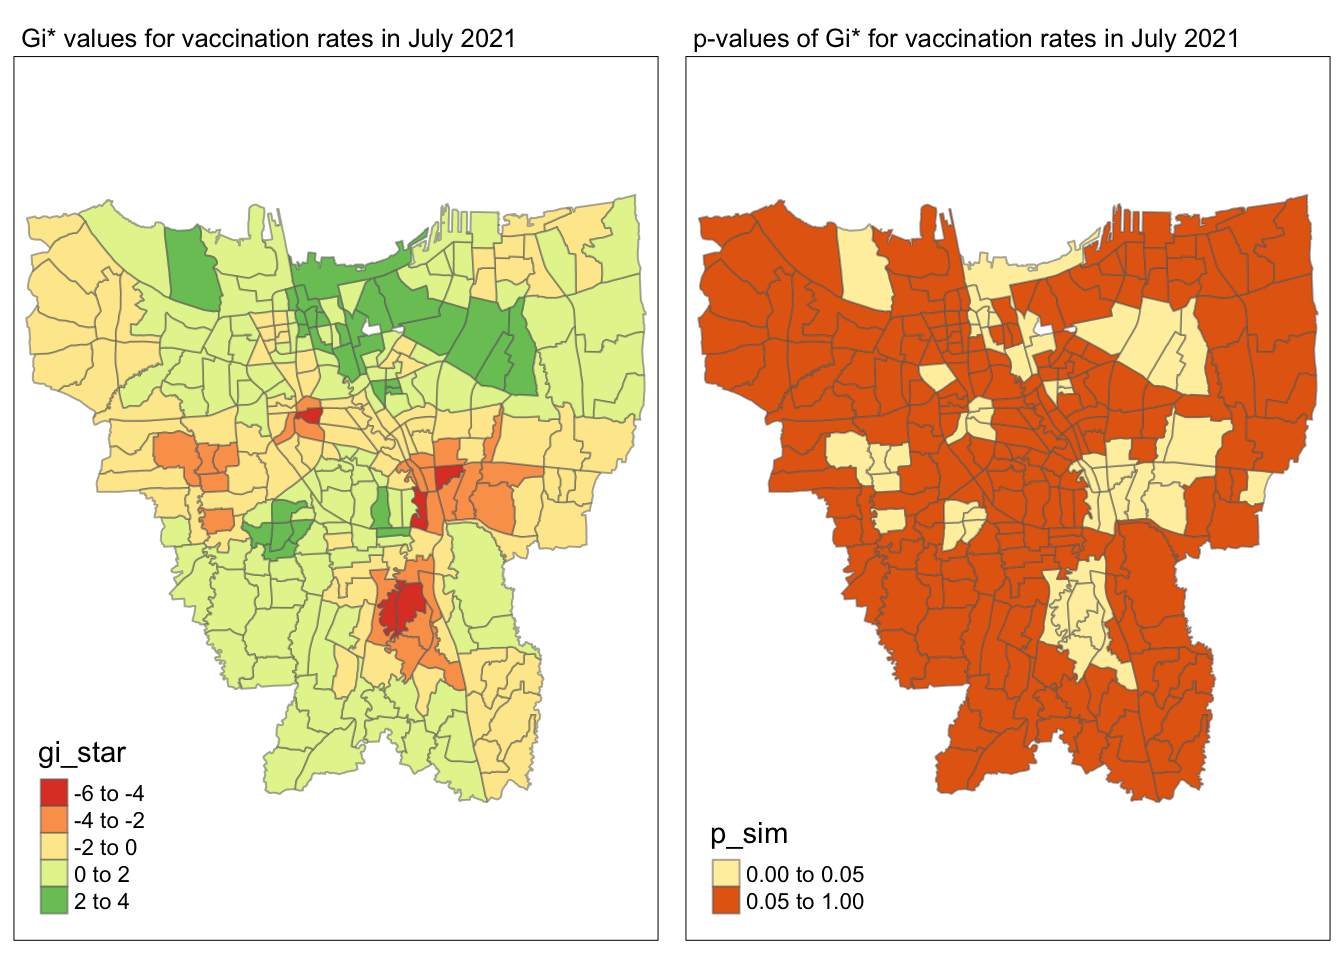 Gi* values for vaccination rates in July 2021
gi_star
-6 to -4
-4 to -2
-2 to 0
0 to 2
2 to 4
p-values of Gi* for vaccination rates in July 2021
p_sim
0.00 to 0.05
0.05 to 1.00